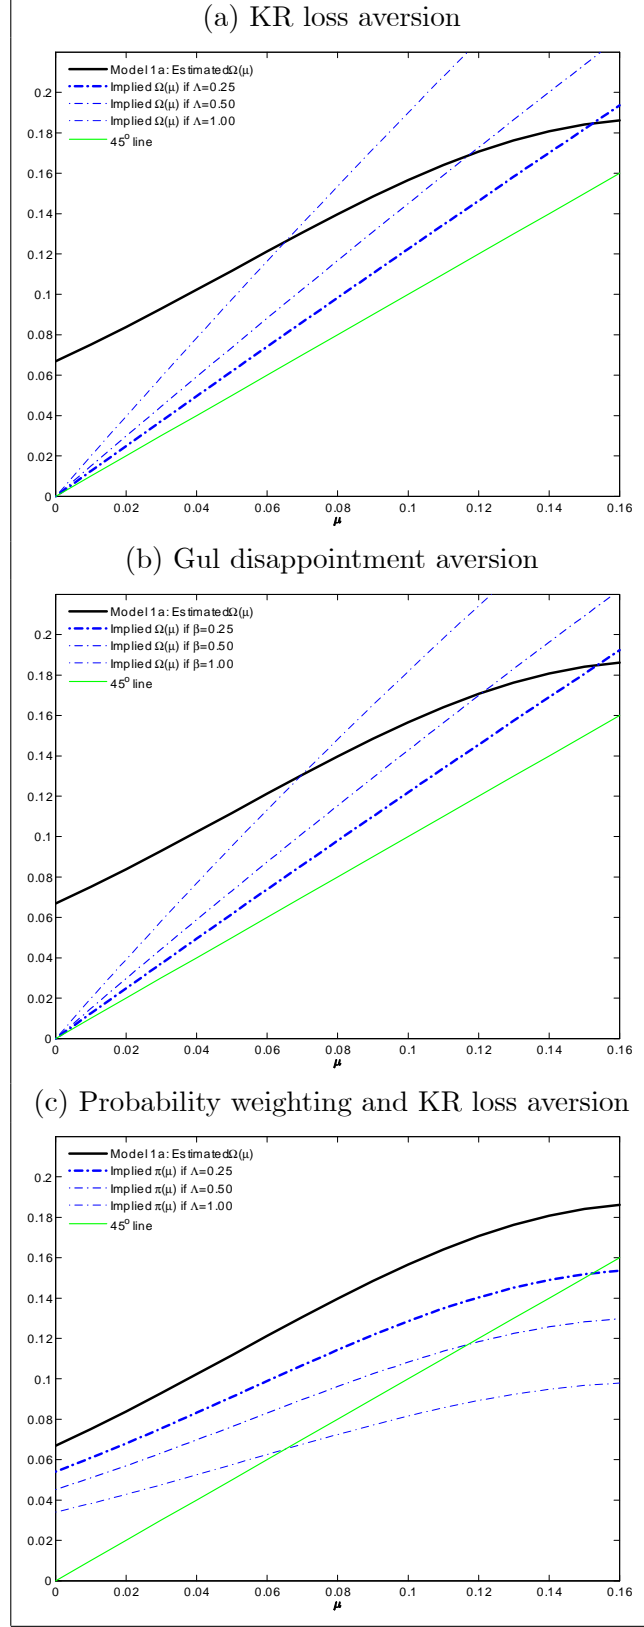 (a) KR loss aversion
Model 1a: Estimated Ω(μ)
Implied Ω(μ) if Λ=0.25
Implied Ω(μ) if Λ=0.50
Implied Ω(μ) if Λ=1.00
45° line
0.2
0.18
0.16
0.14
0.12
0.1
0.08
0.06
0.04
0.02
0
0 0.02 0.04 0.06 0.08 0.1 0.12 0.14 0.16
μ
(b) Gul disappointment aversion
Model 1a: Estimated Ω(μ)
Implied Ω(μ) if β=0.25
Implied Ω(μ) if β=0.50
Implied Ω(μ) if β=1.00
45° line
0.2
0.18
0.16
0.14
0.12
0.1
0.08
0.06
0.04
0.02
0
0 0.02 0.04 0.06 0.08 0.1 0.12 0.14 0.16
μ
(c) Probability weighting and KR loss aversion
Model 1a: Estimated Ω(μ)
Implied π(μ) if Λ=0.25
Implied π(μ) if Λ=0.50
Implied π(μ) if Λ=1.00
45° line
0.2
0.18
0.16
0.14
0.12
0.1
0.08
0.06
0.04
0.02
0
0 0.02 0.04 0.06 0.08 0.1 0.12 0.14 0.16
μ